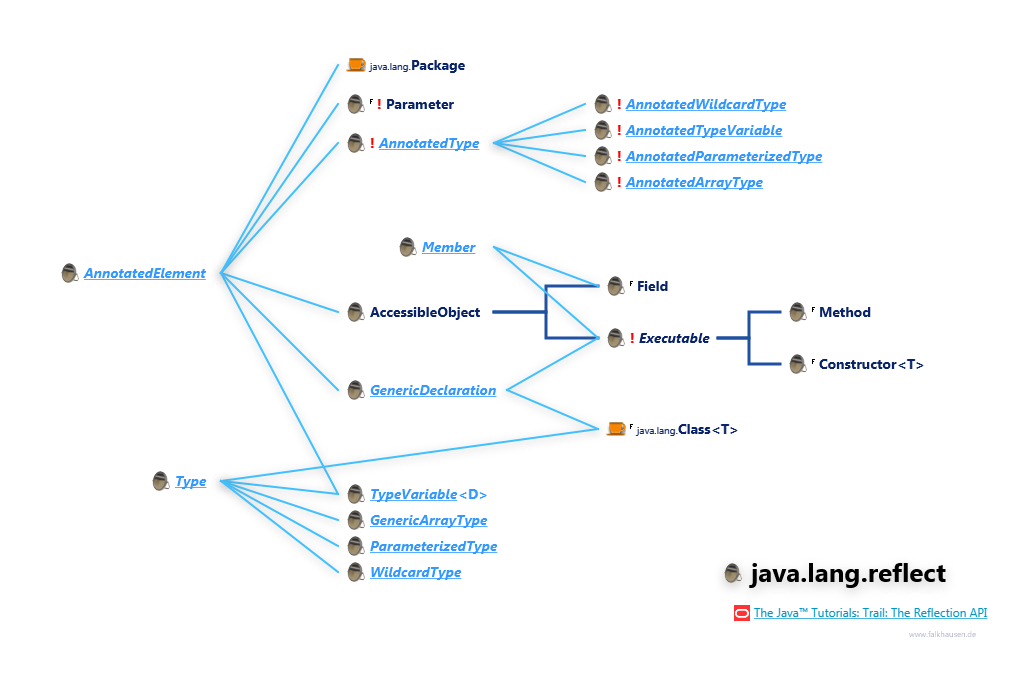 java.lang.Package
F ! Parameter
! AnnotatedType
! AnnotatedWildcardType
! AnnotatedTypeVariable
! AnnotatedParameterizedType
! AnnotatedArrayType
Member
AnnotatedElement
F Field
AccessibleObject
! Executable
F Method
F Constructor<T>
GenericDeclaration
F java.lang.Class<T>
Type
TypeVariable<D>
GenericArrayType
ParameterizedType
WildcardType
java.lang.reflect
The Java™ Tutorials: Trail: The Reflection API
www.falkhausen.de